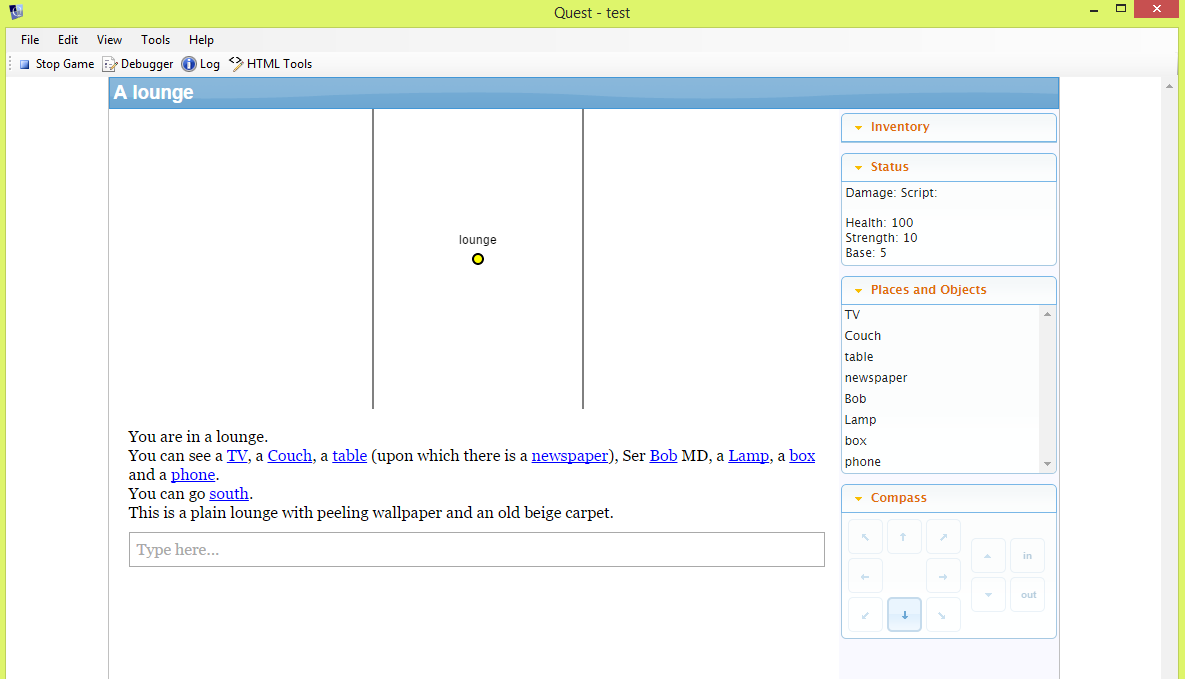 Quest - test
File Edit View Tools Help
Stop Game Debugger Log HTML Tools
A lounge
lounge
You are in a lounge.
You can see a TV, a Couch, a table (upon which there is a newspaper), Ser Bob MD, a Lamp, a box
and a phone.
You can go south.
This is a plain lounge with peeling wallpaper and an old beige carpet.
Type here...
Inventory
Status
Damage: Script:
Health: 100
Strength: 10
Base: 5
Places and Objects
TV
Couch
table
newspaper
Bob
Lamp
box
phone
Compass
in
out